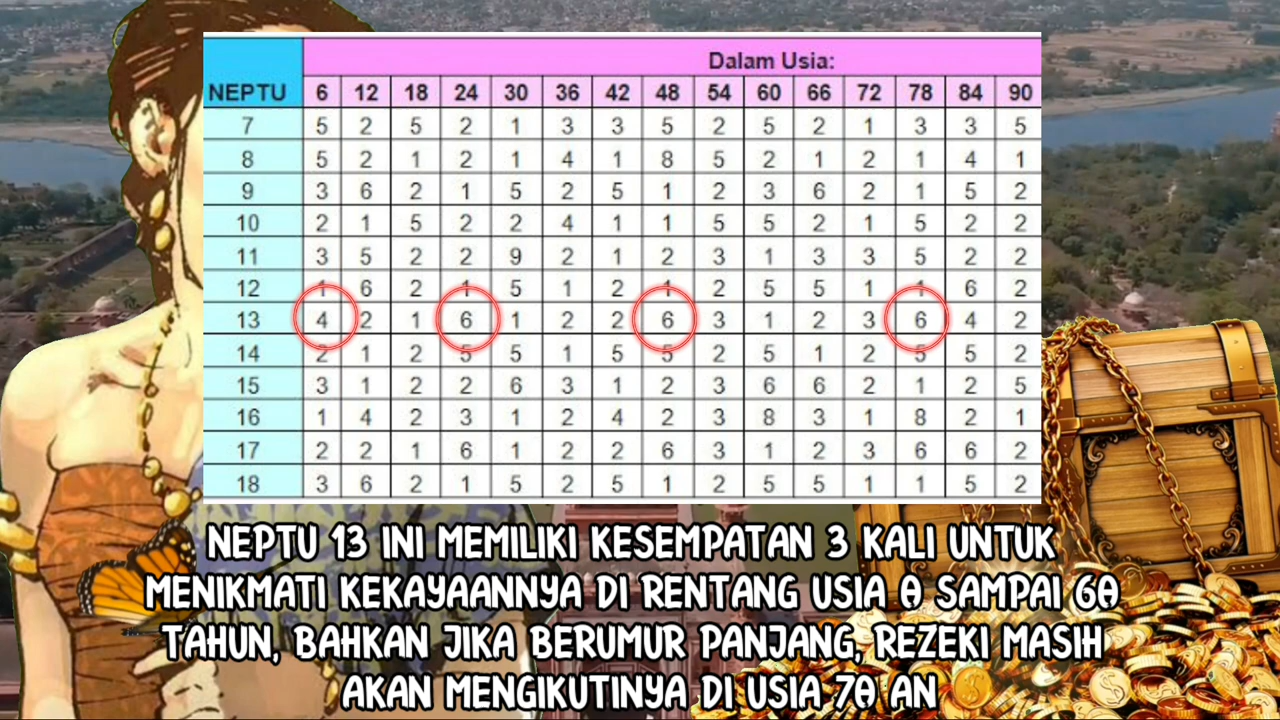 Dalam Usia:
NEPTU 6 12 18 24 30 36 42 48 54 60 66 72 78 84 90
7 5 2 5 2 1 3 3 5 2 5 2 1 3 3 5
8 5 2 1 2 1 4 1 8 5 2 1 2 1 4 1
9 3 6 2 1 5 2 5 1 2 3 6 2 1 5 2
10 2 1 5 2 2 4 1 1 5 5 2 1 5 2 2
11 3 5 2 2 9 2 1 2 3 1 3 3 5 2 2
12 1 6 2 1 5 1 2 1 2 5 5 1 1 6 2
13 4 2 1 6 1 2 2 6 3 1 2 3 6 4 2
14 2 1 2 5 5 1 5 5 2 5 1 2 5 5 2
15 3 1 2 2 6 3 1 2 3 6 6 2 1 2 5
16 1 4 2 3 1 2 4 2 3 8 3 1 8 2 1
17 2 2 1 6 1 2 2 6 3 1 2 3 6 6 2
18 3 6 2 1 5 2 5 1 2 5 5 1 1 5 2
NEPTU 13 INI MEMILIKI KESEMPATAN 3 KALI UNTUK
MENIKMATI KEKAYAANNYA DI RENTANG USIA 0 SAMPAI 60
TAHUN, BAHKAN JIKA BERUMUR PANJANG, REZEKI MASIH
AKAN MENGIKUTINYA DI USIA 70 AN